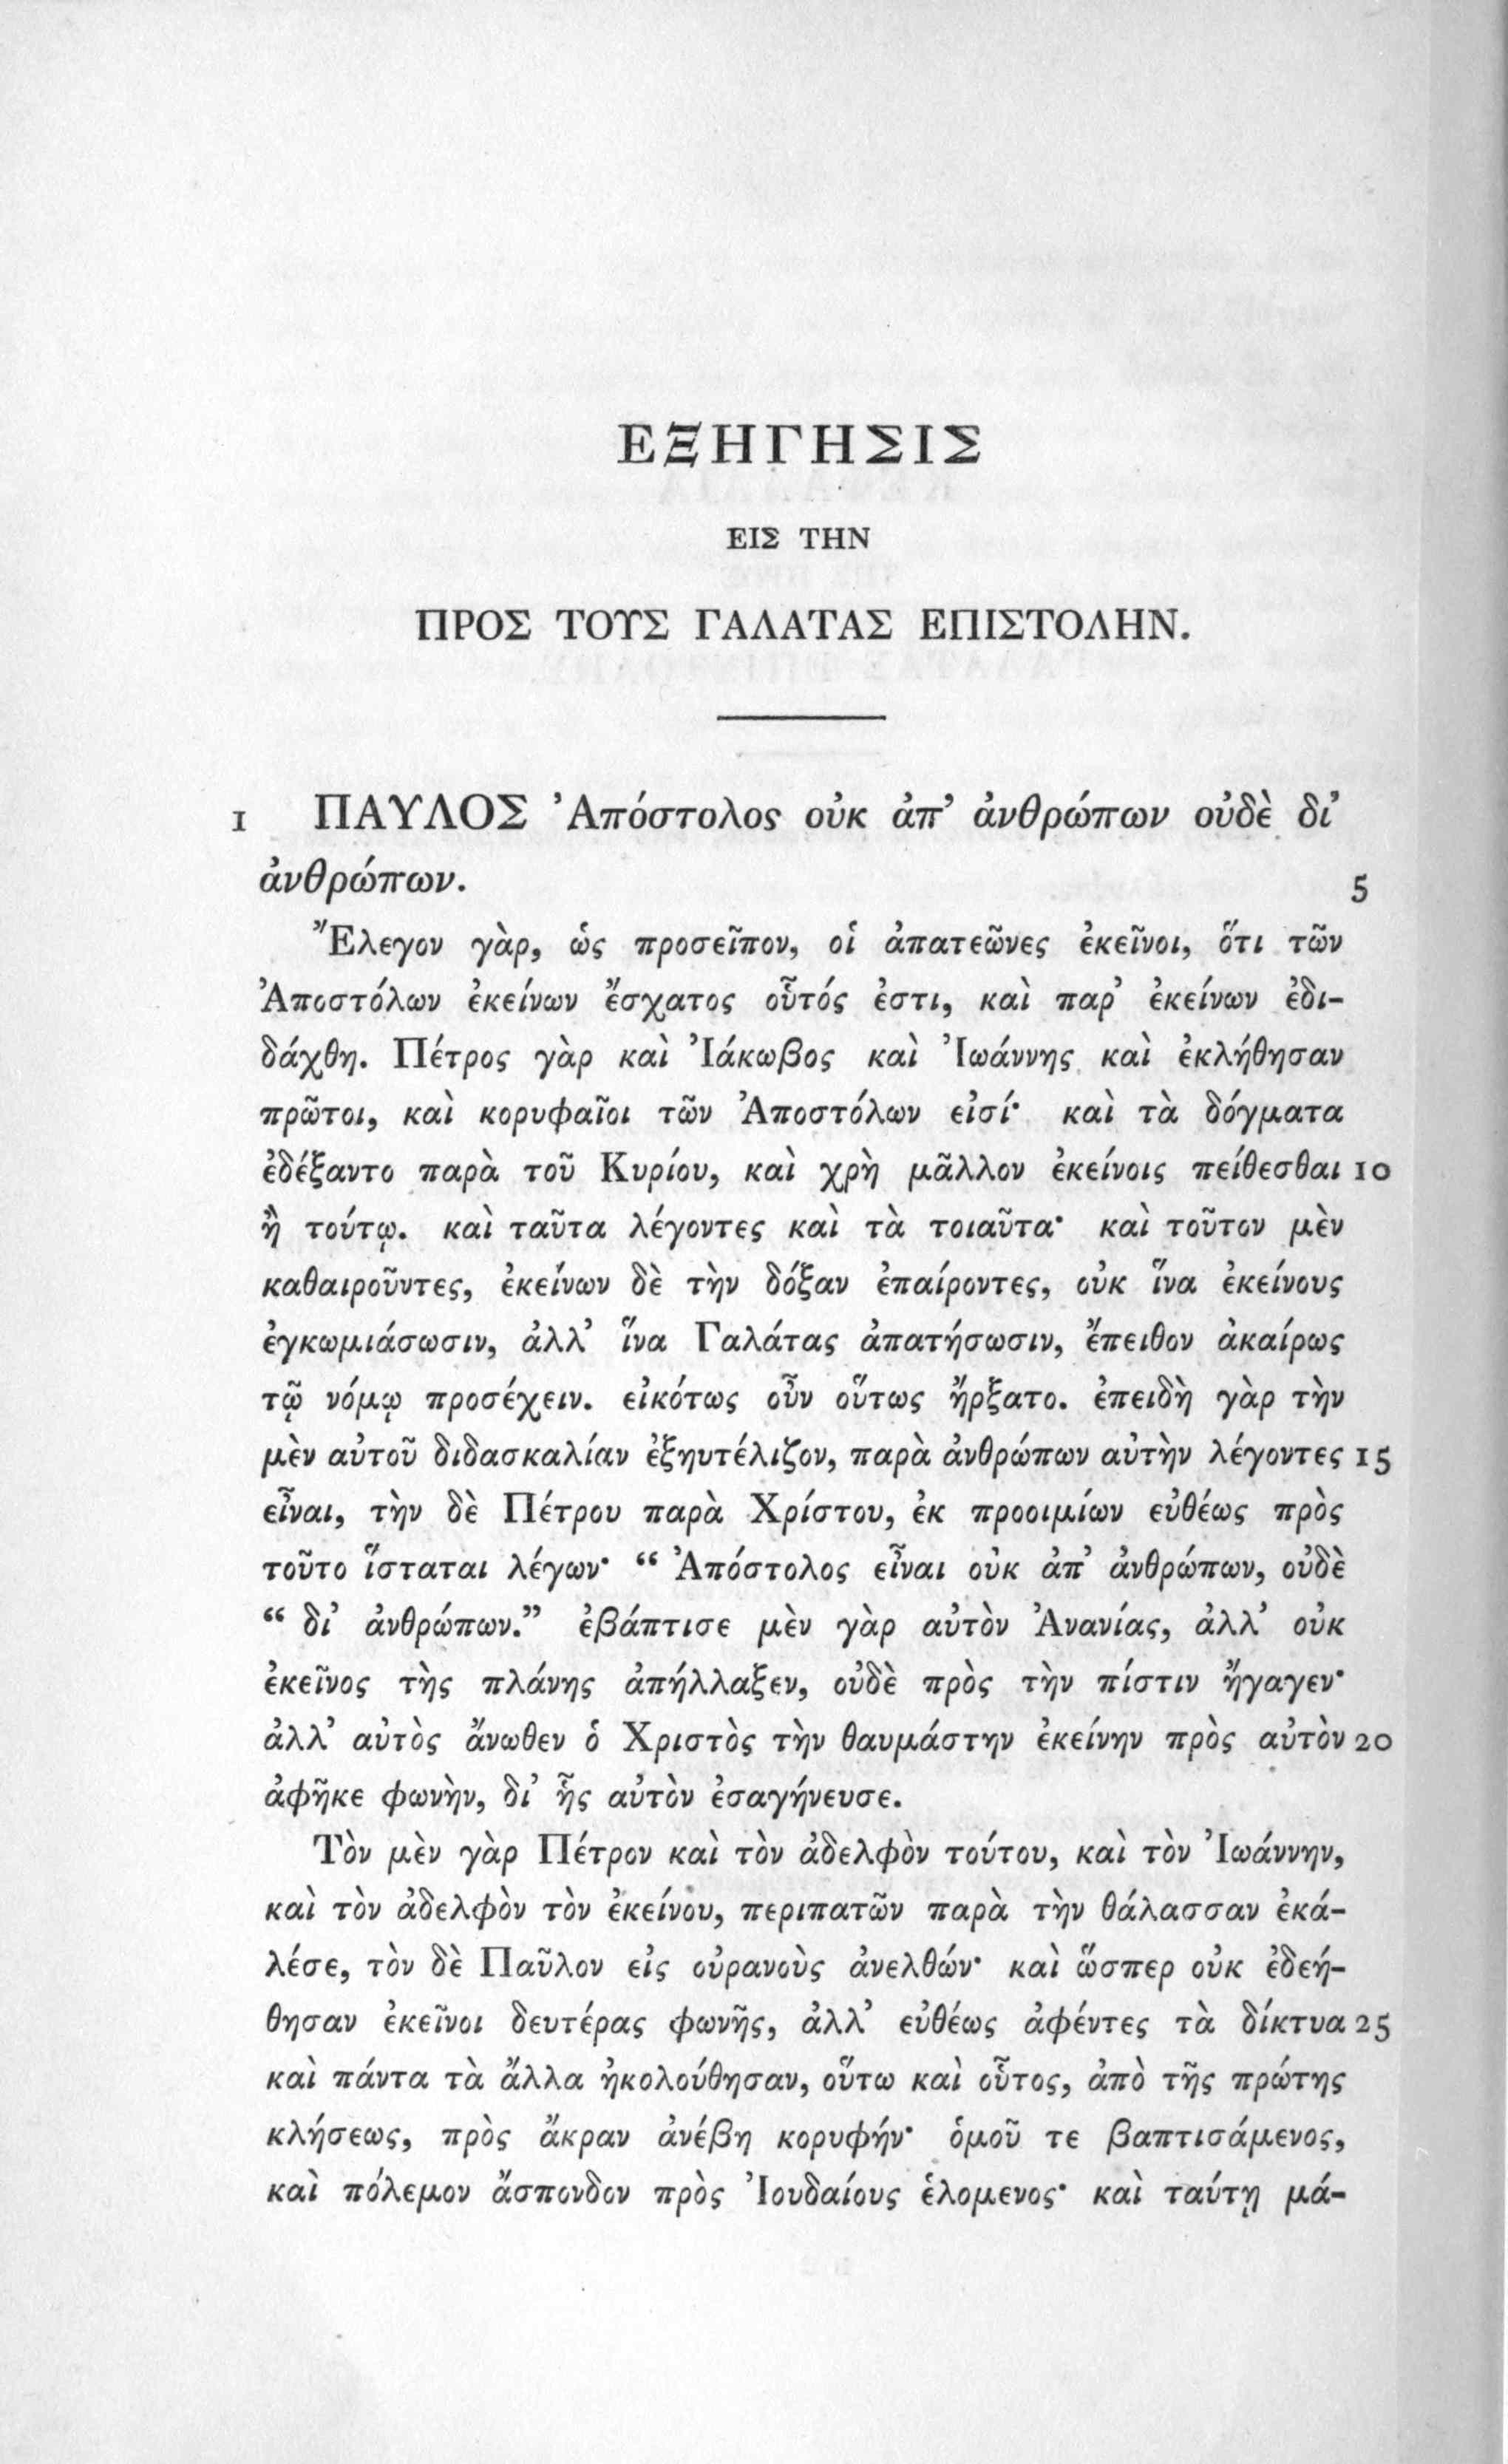 ΕΞΗΓΗΣΙΣ
ΕΙΣ ΤΗΝ
ΠΡΟΣ ΤΟΥΣ ΓΑΛΑΤΑΣ ΕΠΙΣΤΟΛΗΝ.
1 ΠΑΥΛΟΣ Ἀπόστολος οὐκ ἀπ’ ἀνθρώπων οὐδὲ δι’
ἀνθρώπων. 5
Ἔλεγον γὰρ, ὡς προσεῖπον, οἱ ἀπατεῶνες ἐκεῖνοι, ὅτι τῶν
Ἀποστόλων ἐκείνων ἔσχατος οὗτός ἐστι, καὶ παρ’ ἐκείνων ἐδι-
δάχθη. Πέτρος γὰρ καὶ Ἰάκωβος καὶ Ἰωάννης καὶ ἐκλήθησαν
πρῶτοι, καὶ κορυφαῖοι τῶν Ἀποστόλων εἰσί· καὶ τὰ δόγματα
ἐδέξαντο παρὰ τοῦ Κυρίου, καὶ χρὴ μᾶλλον ἐκείνοις πείθεσθαι 10
ἢ τούτῳ. καὶ ταῦτα λέγοντες καὶ τὰ τοιαῦτα· καὶ τοῦτον μὲν
καθαιροῦντες, ἐκείνων δὲ τὴν δόξαν ἐπαίροντες, οὐκ ἵνα ἐκείνους
ἐγκωμιάσωσιν, ἀλλ’ ἵνα Γαλάτας ἀπατήσωσιν, ἔπειθον ἀκαίρως
τῷ νόμῳ προσέχειν. εἰκότως οὖν οὕτως ἤρξατο. ἐπειδὴ γὰρ τὴν
μὲν αὐτοῦ διδασκαλίαν ἐξηυτέλιζον, παρὰ ἀνθρώπων αὐτὴν λέγοντες 15
εἶναι, τὴν δὲ Πέτρου παρὰ Χρίστου, ἐκ προοιμίων εὐθέως πρὸς
τοῦτο ἵσταται λέγων· “ Ἀπόστολος εἶναι οὐκ ἀπ’ ἀνθρώπων, οὐδὲ
“ δι’ ἀνθρώπων.” ἐβάπτισε μὲν γὰρ αὐτὸν Ἀνανίας, ἀλλ’ οὐκ
ἐκεῖνος τὴς πλάνης ἀπήλλαξεν, οὐδὲ πρὸς τὴν πίστιν ἤγαγεν·
ἀλλ’ αὐτὸς ἄνωθεν ὁ Χριστὸς τὴν θαυμάστην ἐκείνην πρὸς αὐτὸν 20
ἀφῆκε φωνὴν, δι’ ἧς αὐτὸν ἐσαγήνευσε.
Τὸν μὲν γὰρ Πέτρον καὶ τὸν ἀδελφὸν τούτου, καὶ τὸν Ἰωάννην,
καὶ τὸν ἀδελφὸν τὸν ἐκείνου, περιπατῶν παρὰ τὴν θάλασσαν ἐκά-
λέσε, τὸν δὲ Παῦλον εἰς οὐρανοὺς ἀνελθών· καὶ ὥσπερ οὐκ ἐδεή-
θησαν ἐκεῖνοι δευτέρας φωνῆς, ἀλλ’ εὐθέως ἀφέντες τὰ δίκτυα 25
καὶ πάντα τὰ ἄλλα ἠκολούθησαν, οὕτω καὶ οὗτος, ἀπὸ τῆς πρώτης
κλήσεως, πρὸς ἄκραν ἀνέβη κορυφήν· ὁμοῦ τε βαπτισάμενος,
καὶ πόλεμον ἄσπονδον πρὸς Ἰουδαίους ἑλομενος· καὶ ταύτῃ μά-